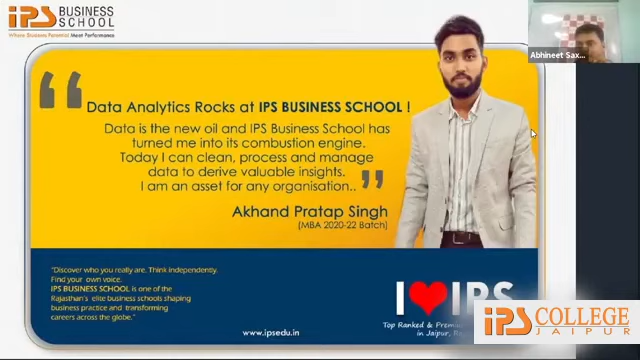 iPS BUSINESS SCHOOL
Where Students Potential Meet Performance
Abhineet Sax...
Data Analytics Rocks at IPS BUSINESS SCHOOL !
Data is the new oil and IPS Business School has
turned me into its combustion engine.
Today I can clean, process and manage
data to derive valuable insights.
I am an asset for any organisation..
Akhand Pratap Singh
(MBA 2020-22 Batch)
"Discover who you really are. Think independently.
Find your own voice.
IPS BUSINESS SCHOOL is one of the
Rajasthan's elite business schools shaping
business practice and transforming
careers across the globe."
www.ipsedu.in
I IPS
Top Ranked &
in Jaipur,
iPS COLLEGE
JAIPUR